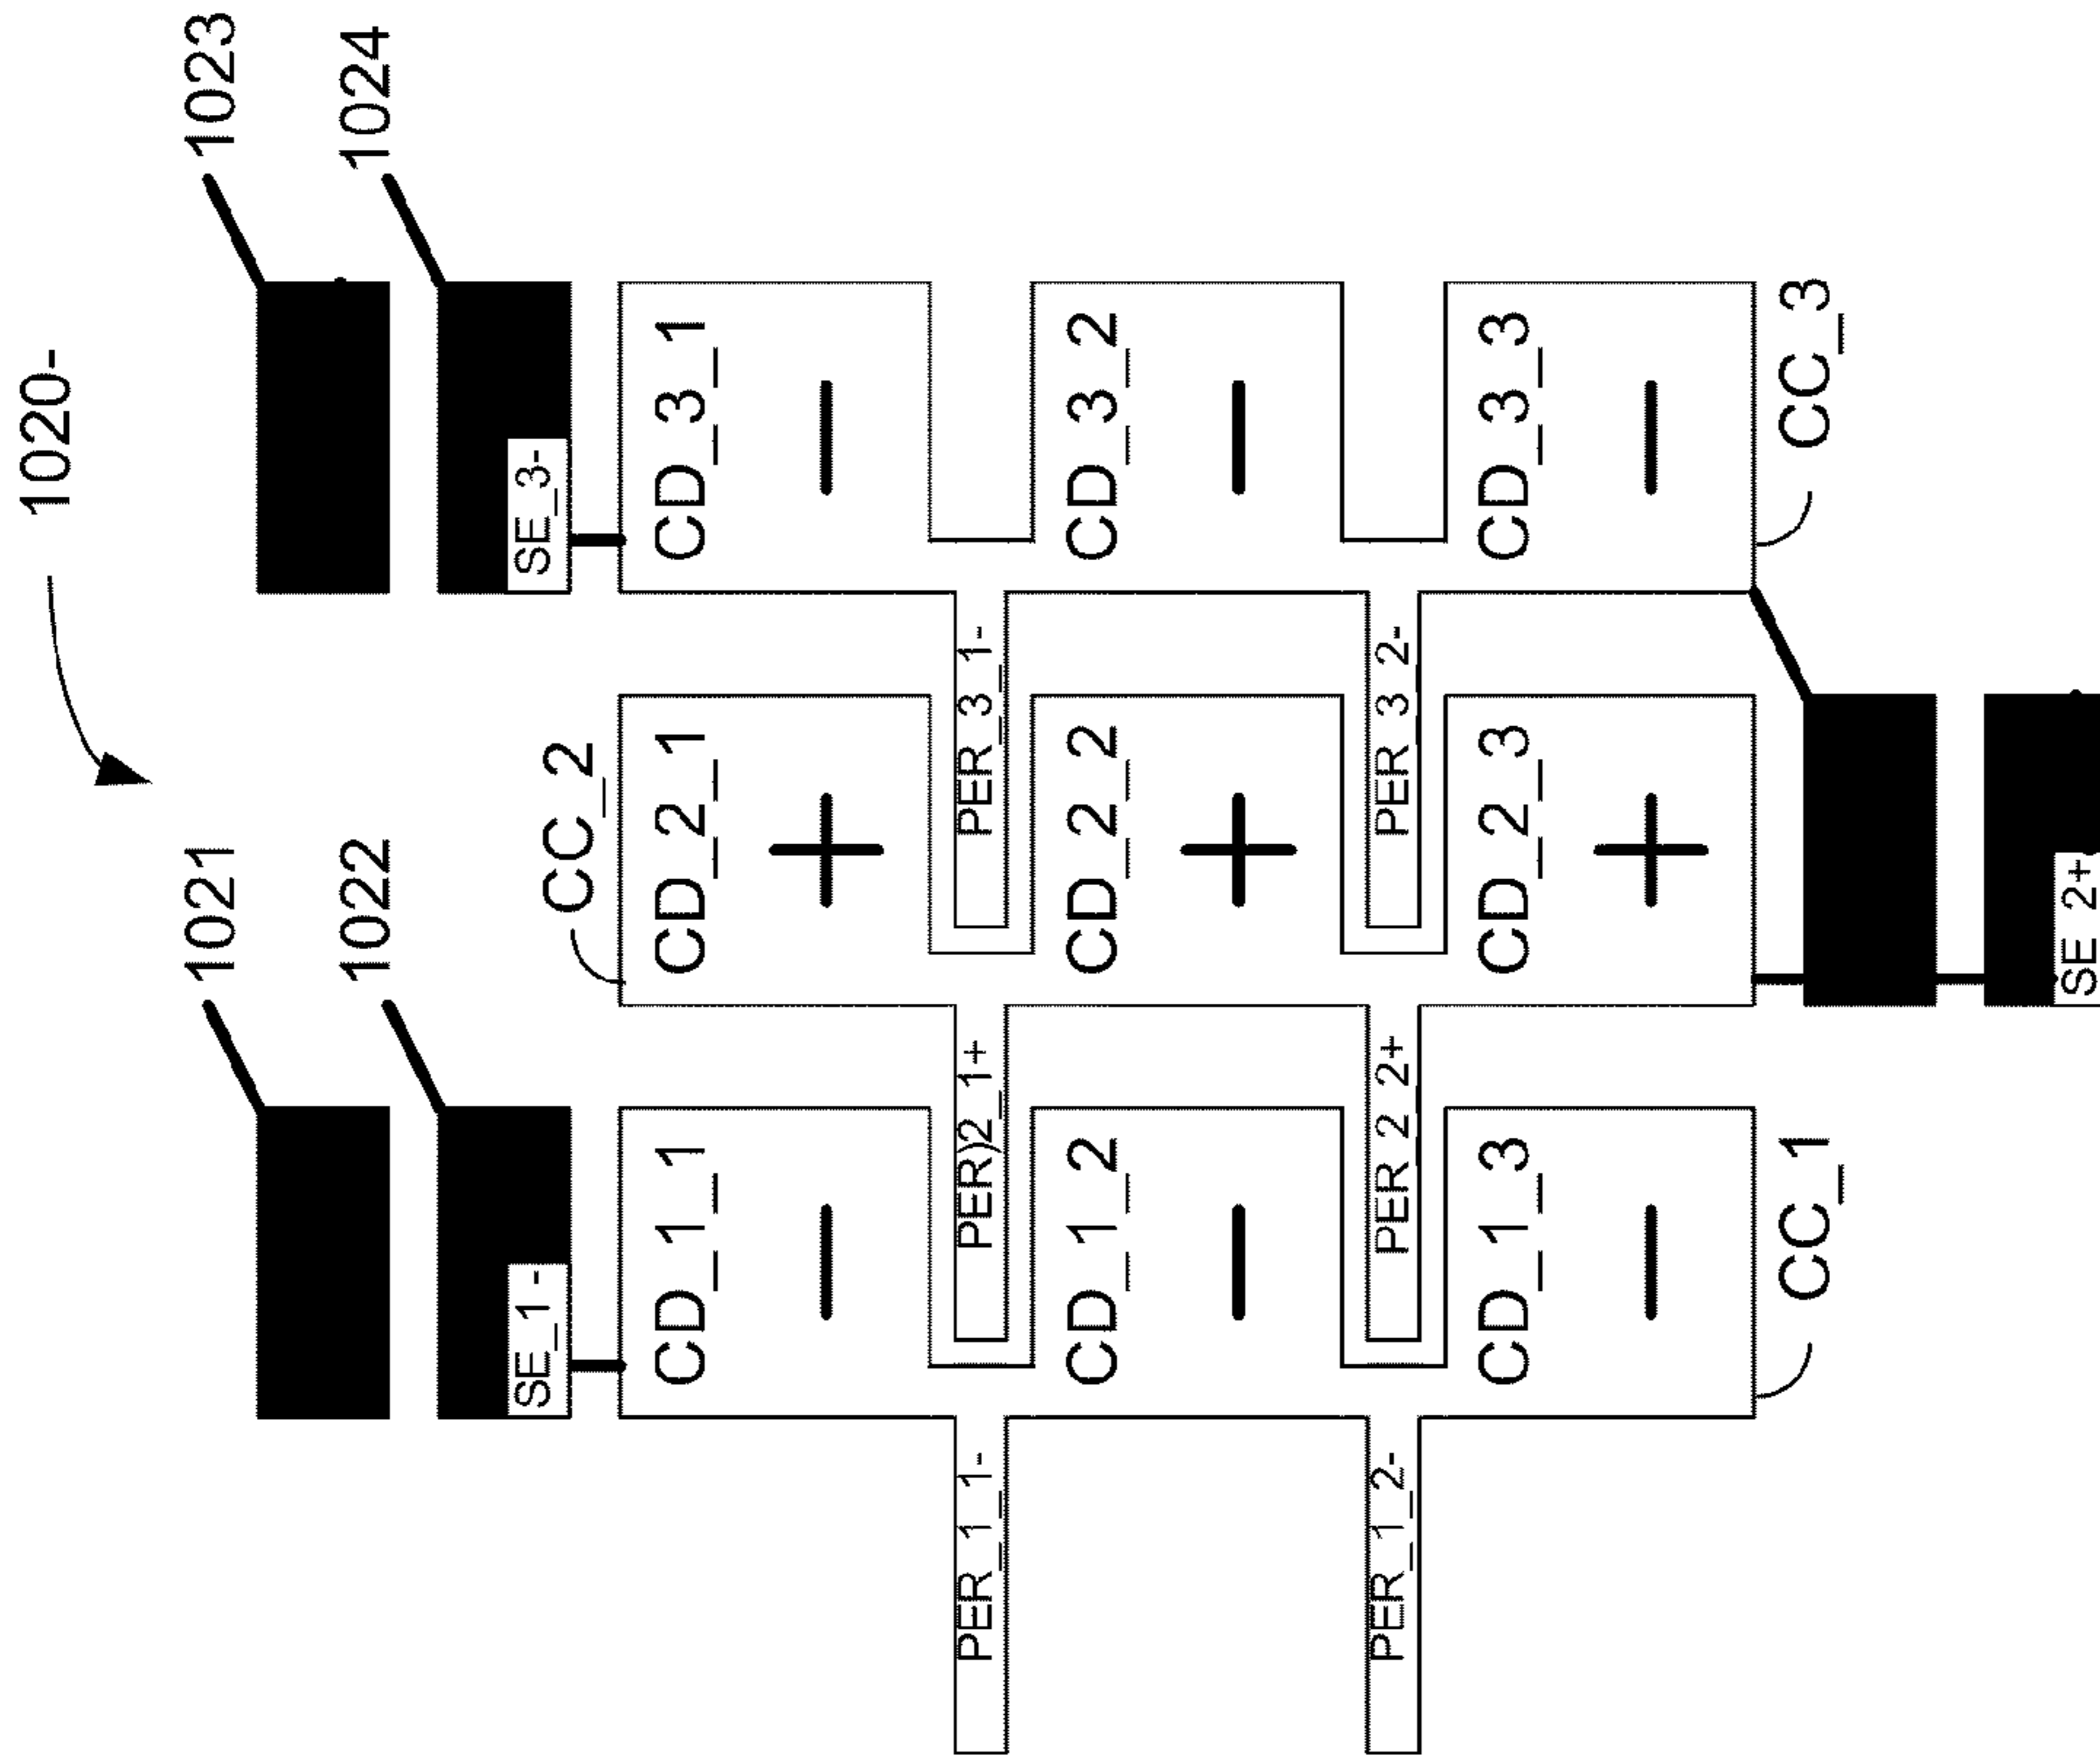 1020-
1023
1024
1021
1022
SE_3-
SE_1 -
CC_2
CD_3_1
CD_2_1
CD_1_1
PER_3_1-
PER)2_1+
PER_1_1-
CD_3_2
CD_2_2
CD_1_2
PER_3_2-
PER_2_2+
PER_1_2-
CD_3_3
CD_2_3
CD_1_3
CC_3
CC_1
SE_2+